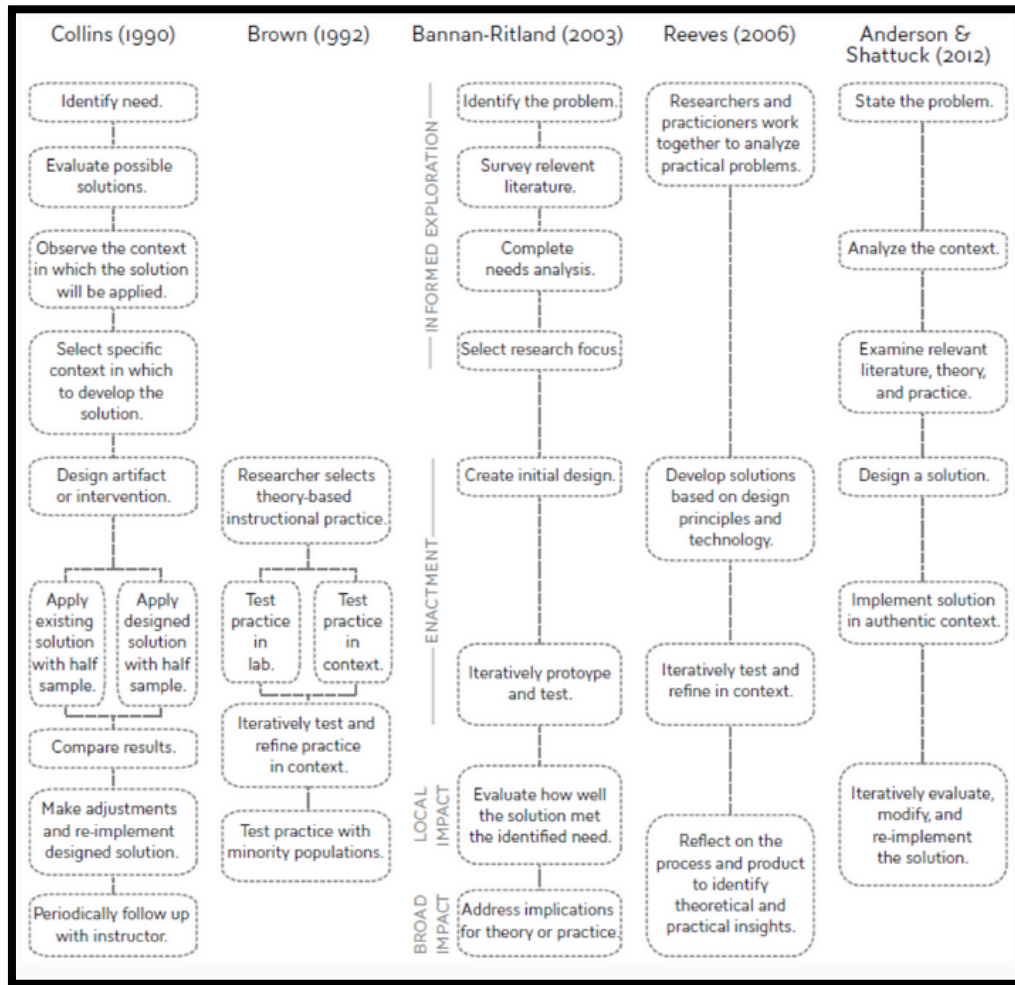 Collins (1990)
Brown (1992)
Bannan-Ritland (2003)
Reeves (2006)
Anderson &
Shattuck (2012)
Identify need.
Evaluate possible
solutions.
Observe the context
in which the solution
will be applied.
Select specific
context in which
to develop the
solution.
Design artifact
or intervention.
Apply
existing
solution
with half
sample.
Apply
designed
solution
with half
sample.
Compare results.
Make adjustments
and re-implement
designed solution.
Periodically follow up
with instructor.
Researcher selects
theory-based
instructional practice.
Test
practice
in
lab.
Test
practice
in
context.
Iteratively test and
refine practice
in context.
Test practice with
minority populations.
INFORMED EXPLORATION
Identify the problem.
Survey relevent
literature.
Complete
needs analysis.
Select research focus.
ENACTMENT
Create initial design.
Iteratively protoype
and test.
LOCAL
IMPACT
Evaluate how well
the solution met
the identified need.
BROAD
IMPACT
Address implications
for theory or practice.
Researchers and
practicioners work
together to analyze
practical problems.
Develop solutions
based on design
principles and
technology.
Iteratively test and
refine in context.
Reflect on the
process and product
to identify
theoretical and
practical insights.
State the problem.
Analyze the context.
Examine relevant
literature, theory,
and practice.
Design a solution.
Implement solution
in authentic context.
Iteratively evaluate,
modify, and
re-implement
the solution.